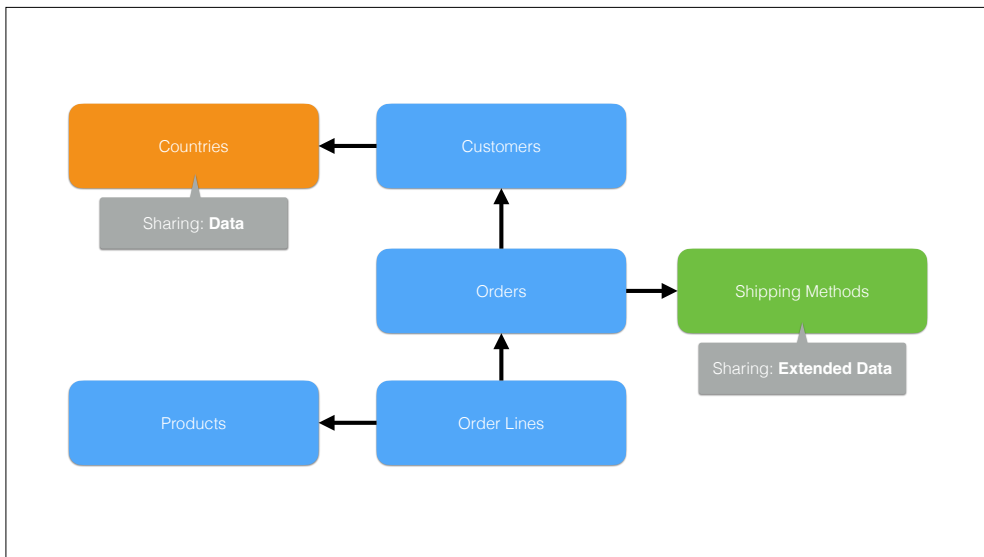 Countries
Customers
Sharing: Data
Orders
Shipping Methods
Sharing: Extended Data
Products
Order Lines